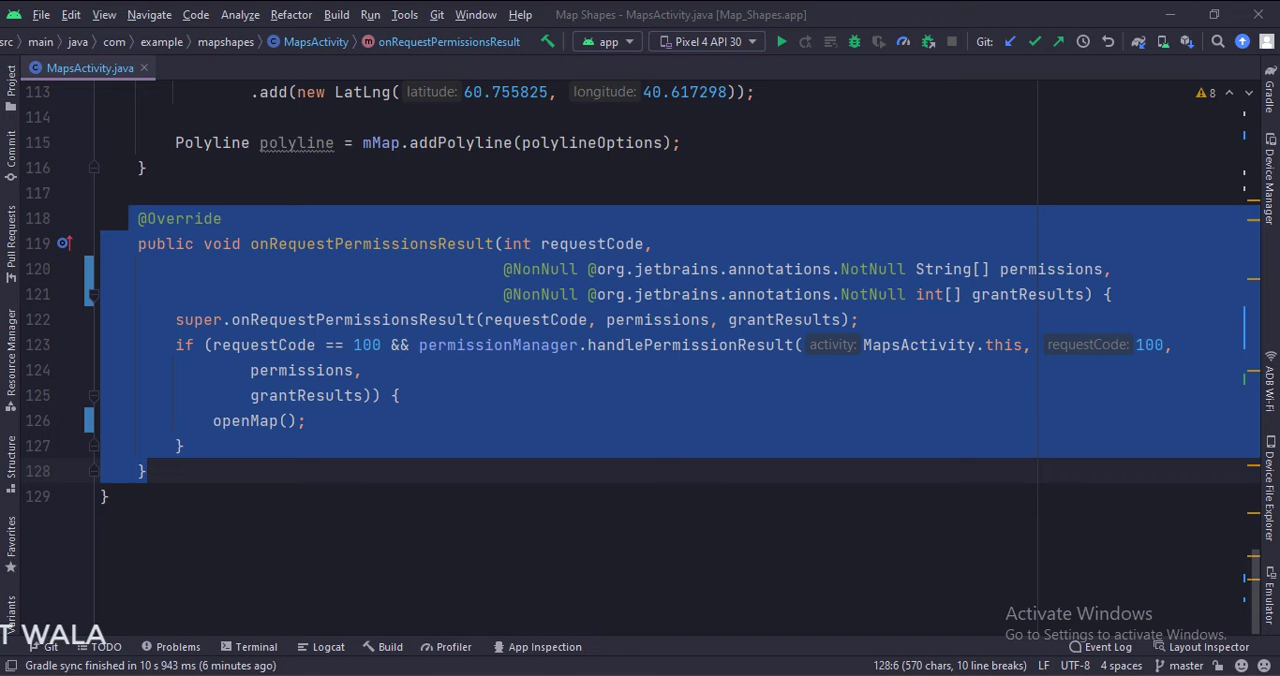 File Edit View Navigate Code Analyze Refactor Build Run Tools Git Window Help Map Shapes - MapsActivity.java [Map_Shapes.app]
src main java com example mapshapes MapsActivity onRequestPermissionsResult app Pixel 4 API 30 Git:
MapsActivity.java
Project
Commit
Pull Requests
Resource Manager
Structure
Favorites
Variants
113 .add(new LatLng( latitude: 60.755825, longitude: 40.617298));
114
115 Polyline polyline = mMap.addPolyline(polylineOptions);
116 }
117
118 @Override
119 public void onRequestPermissionsResult(int requestCode,
120 @NonNull @org.jetbrains.annotations.NotNull String[] permissions,
121 @NonNull @org.jetbrains.annotations.NotNull int[] grantResults) {
122 super.onRequestPermissionsResult(requestCode, permissions, grantResults);
123 if (requestCode == 100 && permissionManager.handlePermissionResult( activity: MapsActivity.this, requestCode: 100,
124 permissions,
125 grantResults)) {
126 openMap();
127 }
128 }
129 }
8
Gradle
Device Manager
ADB Wi-Fi
Device File Explorer
Emulator
Activate Windows
Go to Settings to activate Windows.
T WALA
Git TODO Problems Terminal Logcat Build Profiler App Inspection Event Log Layout Inspector
Gradle sync finished in 10 s 943 ms (6 minutes ago) 128:6 (570 chars, 10 line breaks) LF UTF-8 4 spaces master